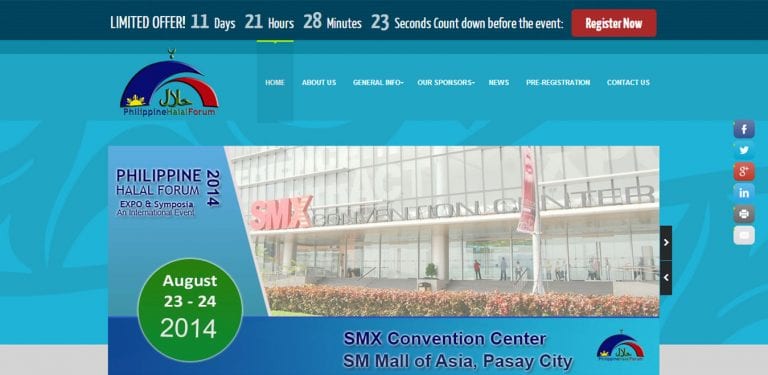 LIMITED OFFER! 11 Days 21 Hours 28 Minutes 23 Seconds Count down before the event: Register Now
حلال
PhilippineHalalForum
HOME ABOUT US GENERAL INFO OUR SPONSORS NEWS PRE-REGISTRATION CONTACT US
PHILIPPINE
HALAL FORUM
2014
EXPO & Symposia
An International Event
SMX CONVENTION CENTER
August
23 - 24
2014
SMX Convention Center
SM Mall of Asia, Pasay City
حلال
PhilippineHalalForum